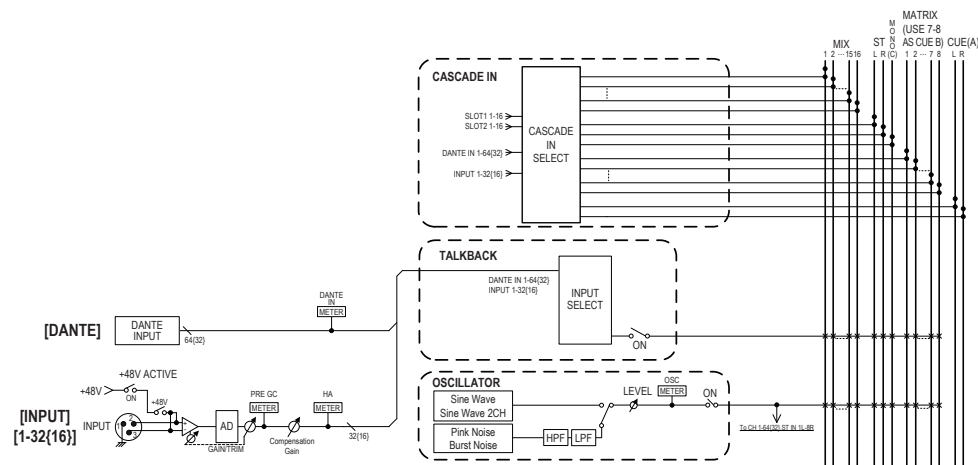 MATRIX
(USE 7-8
AS CUE B)
MIX
ST
MONO
(C)
CUE(A)
1 2 ··· 15 16
L R
1 2 ··· 7 8
L R
CASCADE IN
SLOT1 1-16
SLOT2 1-16
DANTE IN 1-64{32}
INPUT 1-32{16}
CASCADE
IN
SELECT
TALKBACK
DANTE IN 1-64{32}
INPUT 1-32{16}
INPUT
SELECT
ON
[DANTE]
DANTE
INPUT
64{32}
DANTE
IN
METER
+48V ACTIVE
+48V
ON
+48V
[INPUT]
[1-32{16}]
INPUT
1
2
3
+
-
AD
GAIN/TRIM
PRE GC
METER
Compensation
Gain
HA
METER
32{16}
OSCILLATOR
Sine Wave
Sine Wave 2CH
Pink Noise
Burst Noise
HPF
LPF
LEVEL
OSC
METER
ON
To CH 1-64{32} ST IN 1L-8R